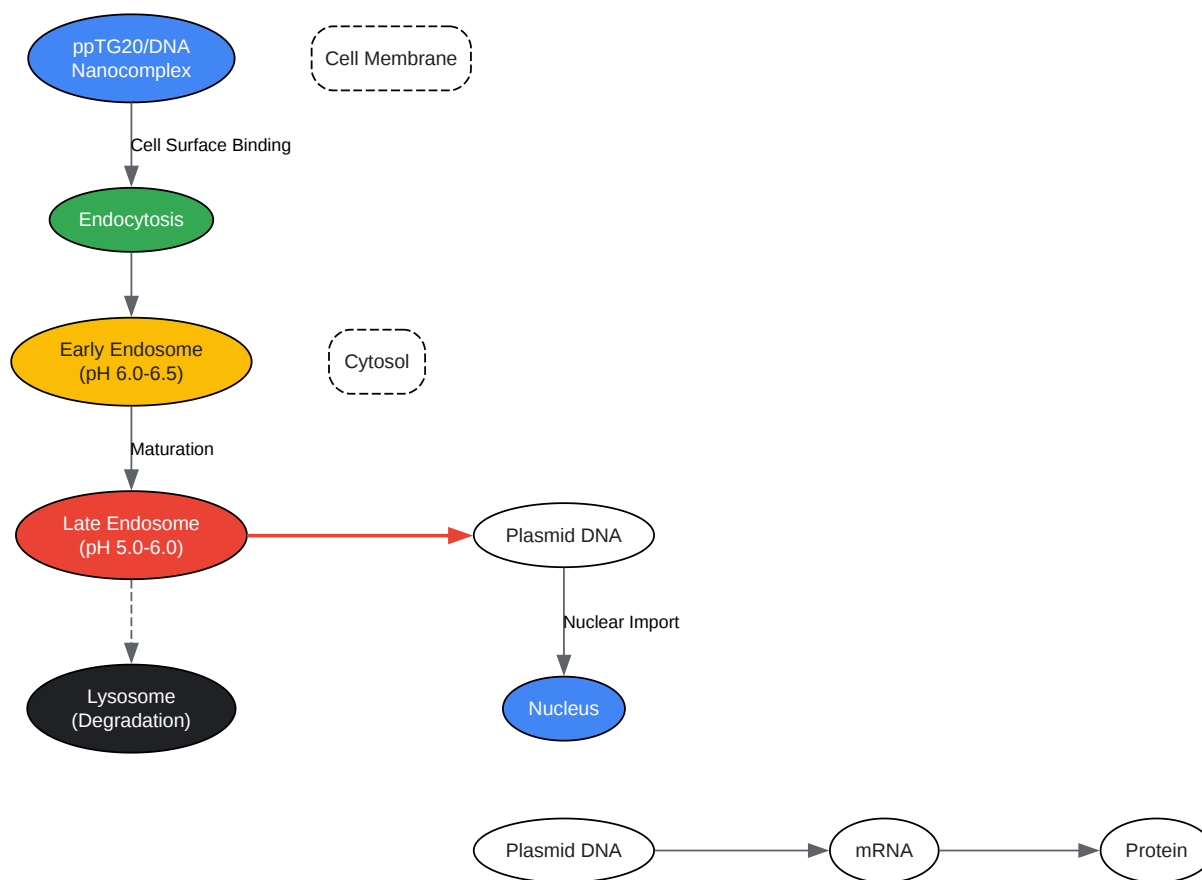 ppTG20/DNA
Nanocomplex
Cell Membrane
Cell Surface Binding
Endocytosis
Early Endosome
(pH 6.0-6.5)
Cytosol
Maturation
Late Endosome
(pH 5.0-6.0)
Plasmid DNA
Nuclear Import
Lysosome
(Degradation)
Nucleus
Plasmid DNA
mRNA
Protein